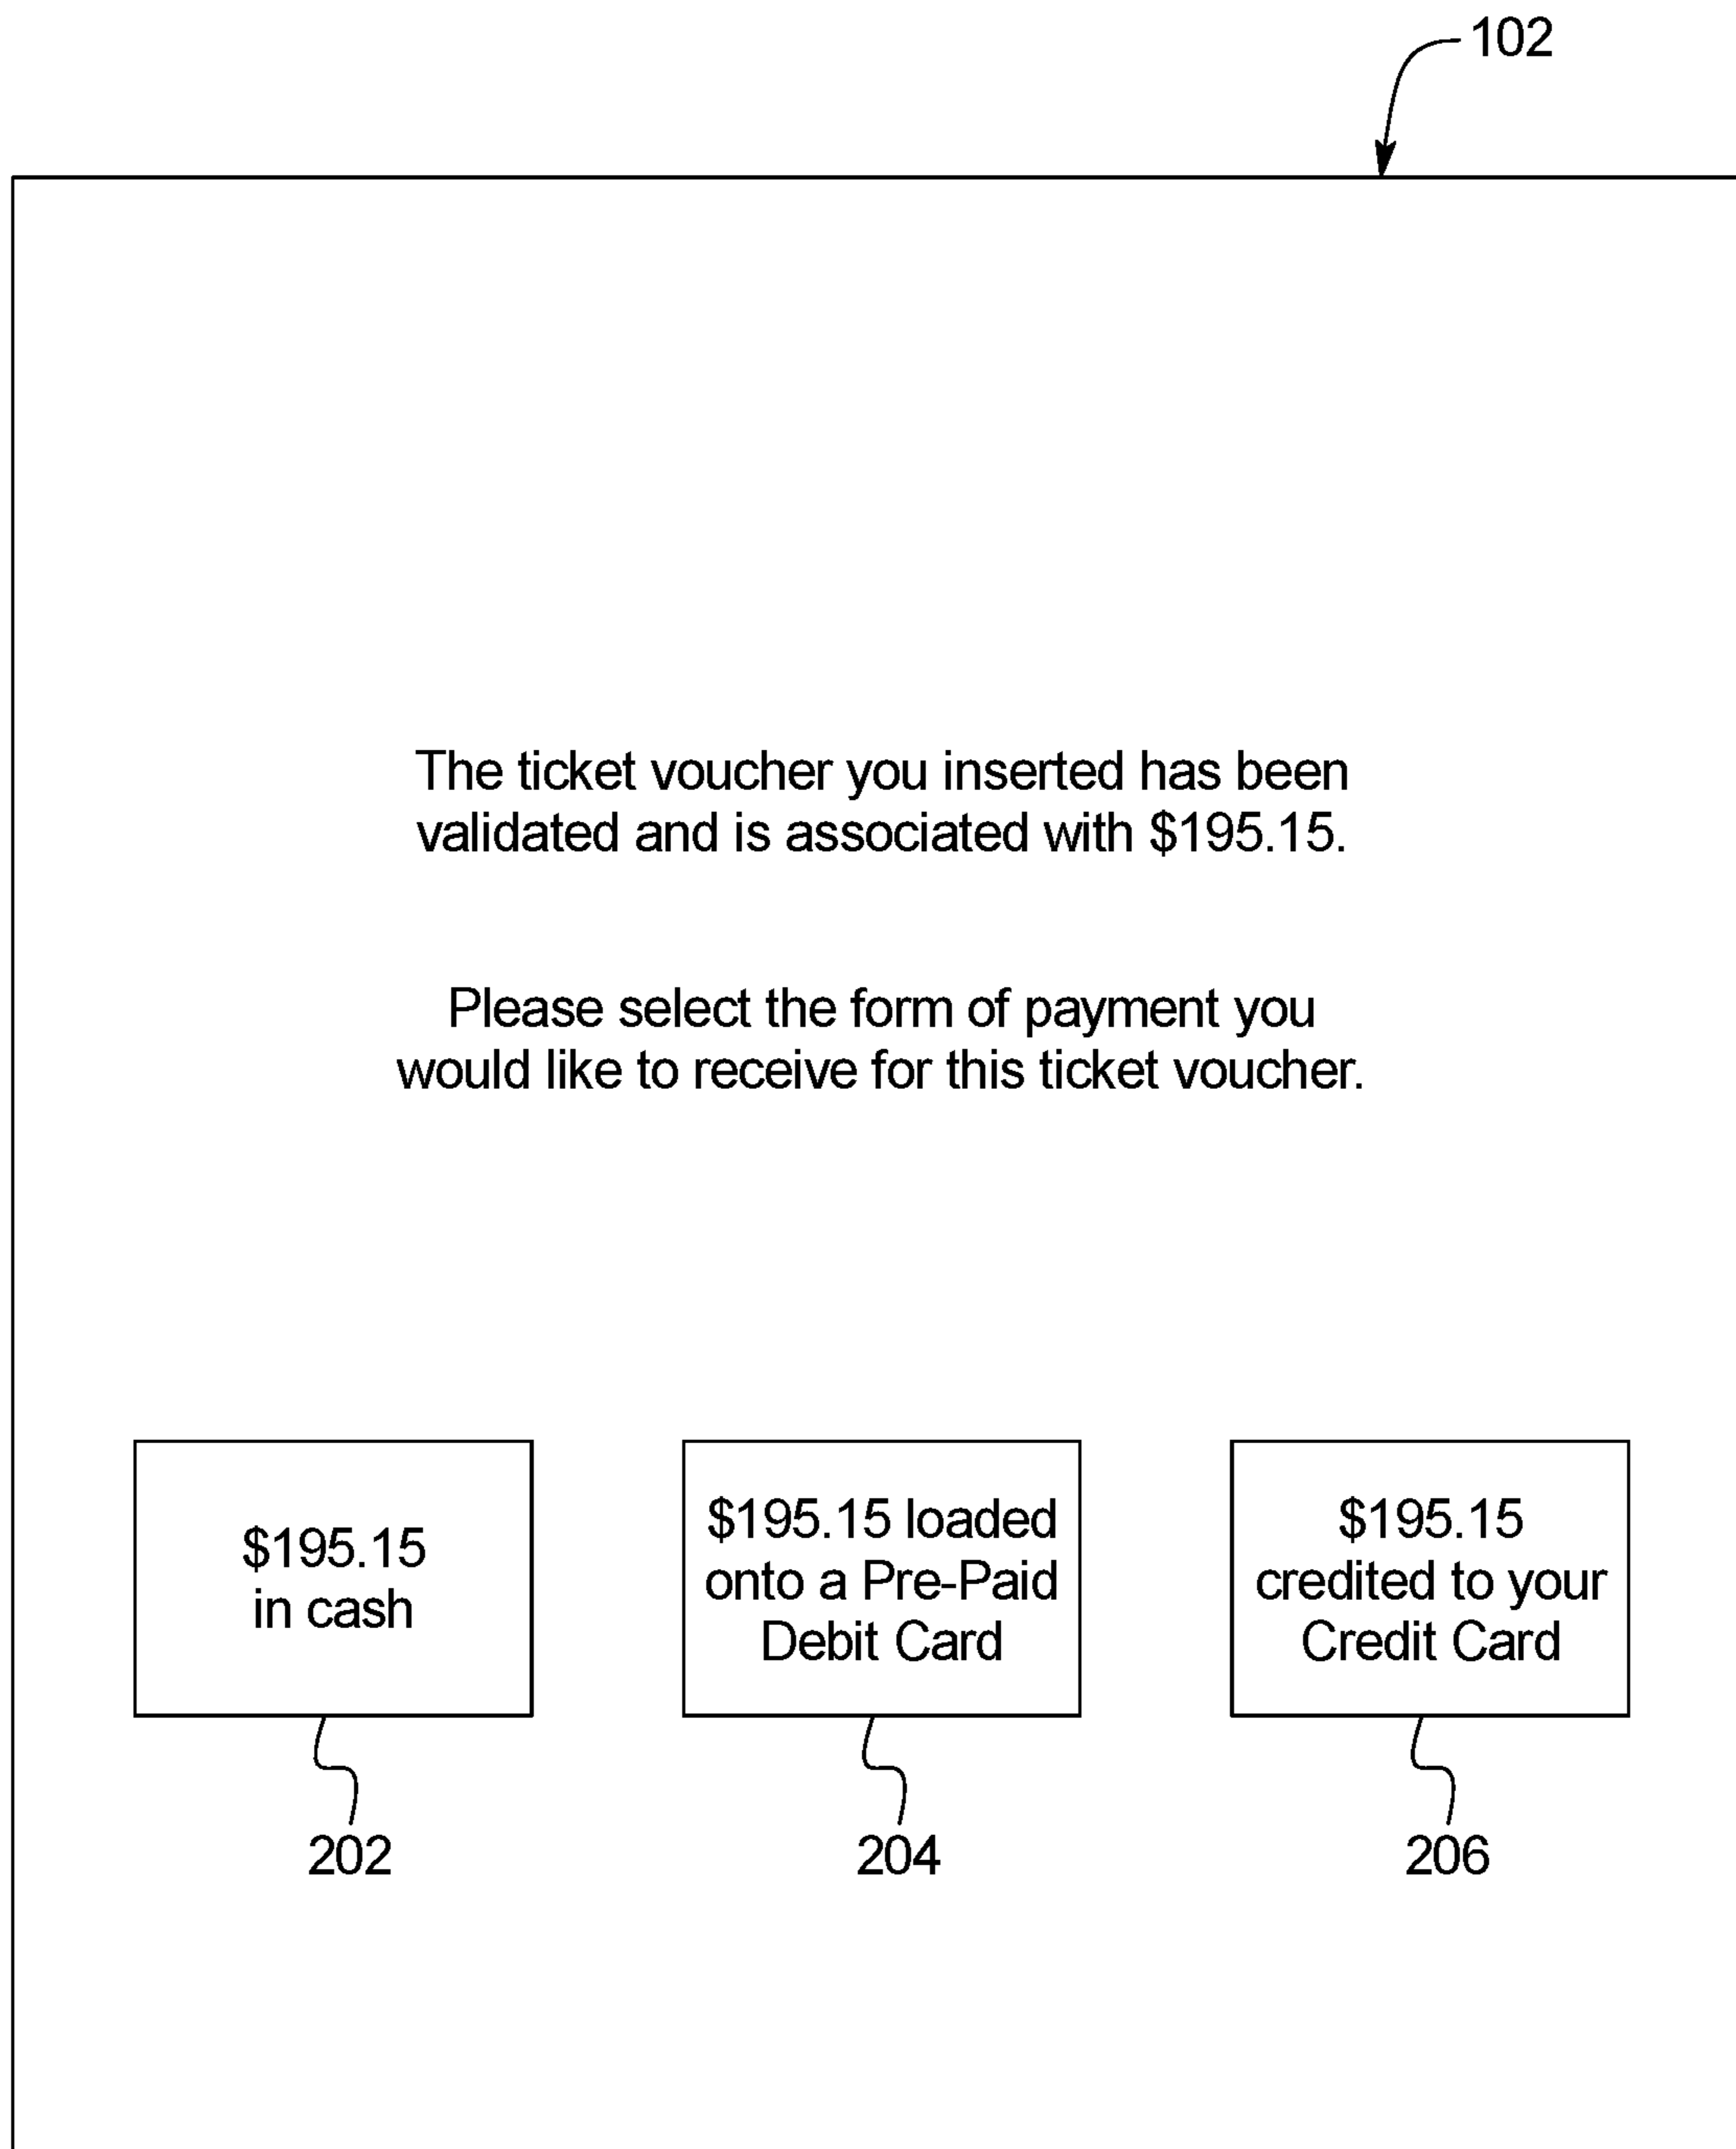 102
The ticket voucher you inserted has been
validated and is associated with $195.15.
Please select the form of payment you
would like to receive for this ticket voucher.
$195.15
in cash
$195.15 loaded
onto a Pre-Paid
Debit Card
$195.15
credited to your
Credit Card
202
204
206